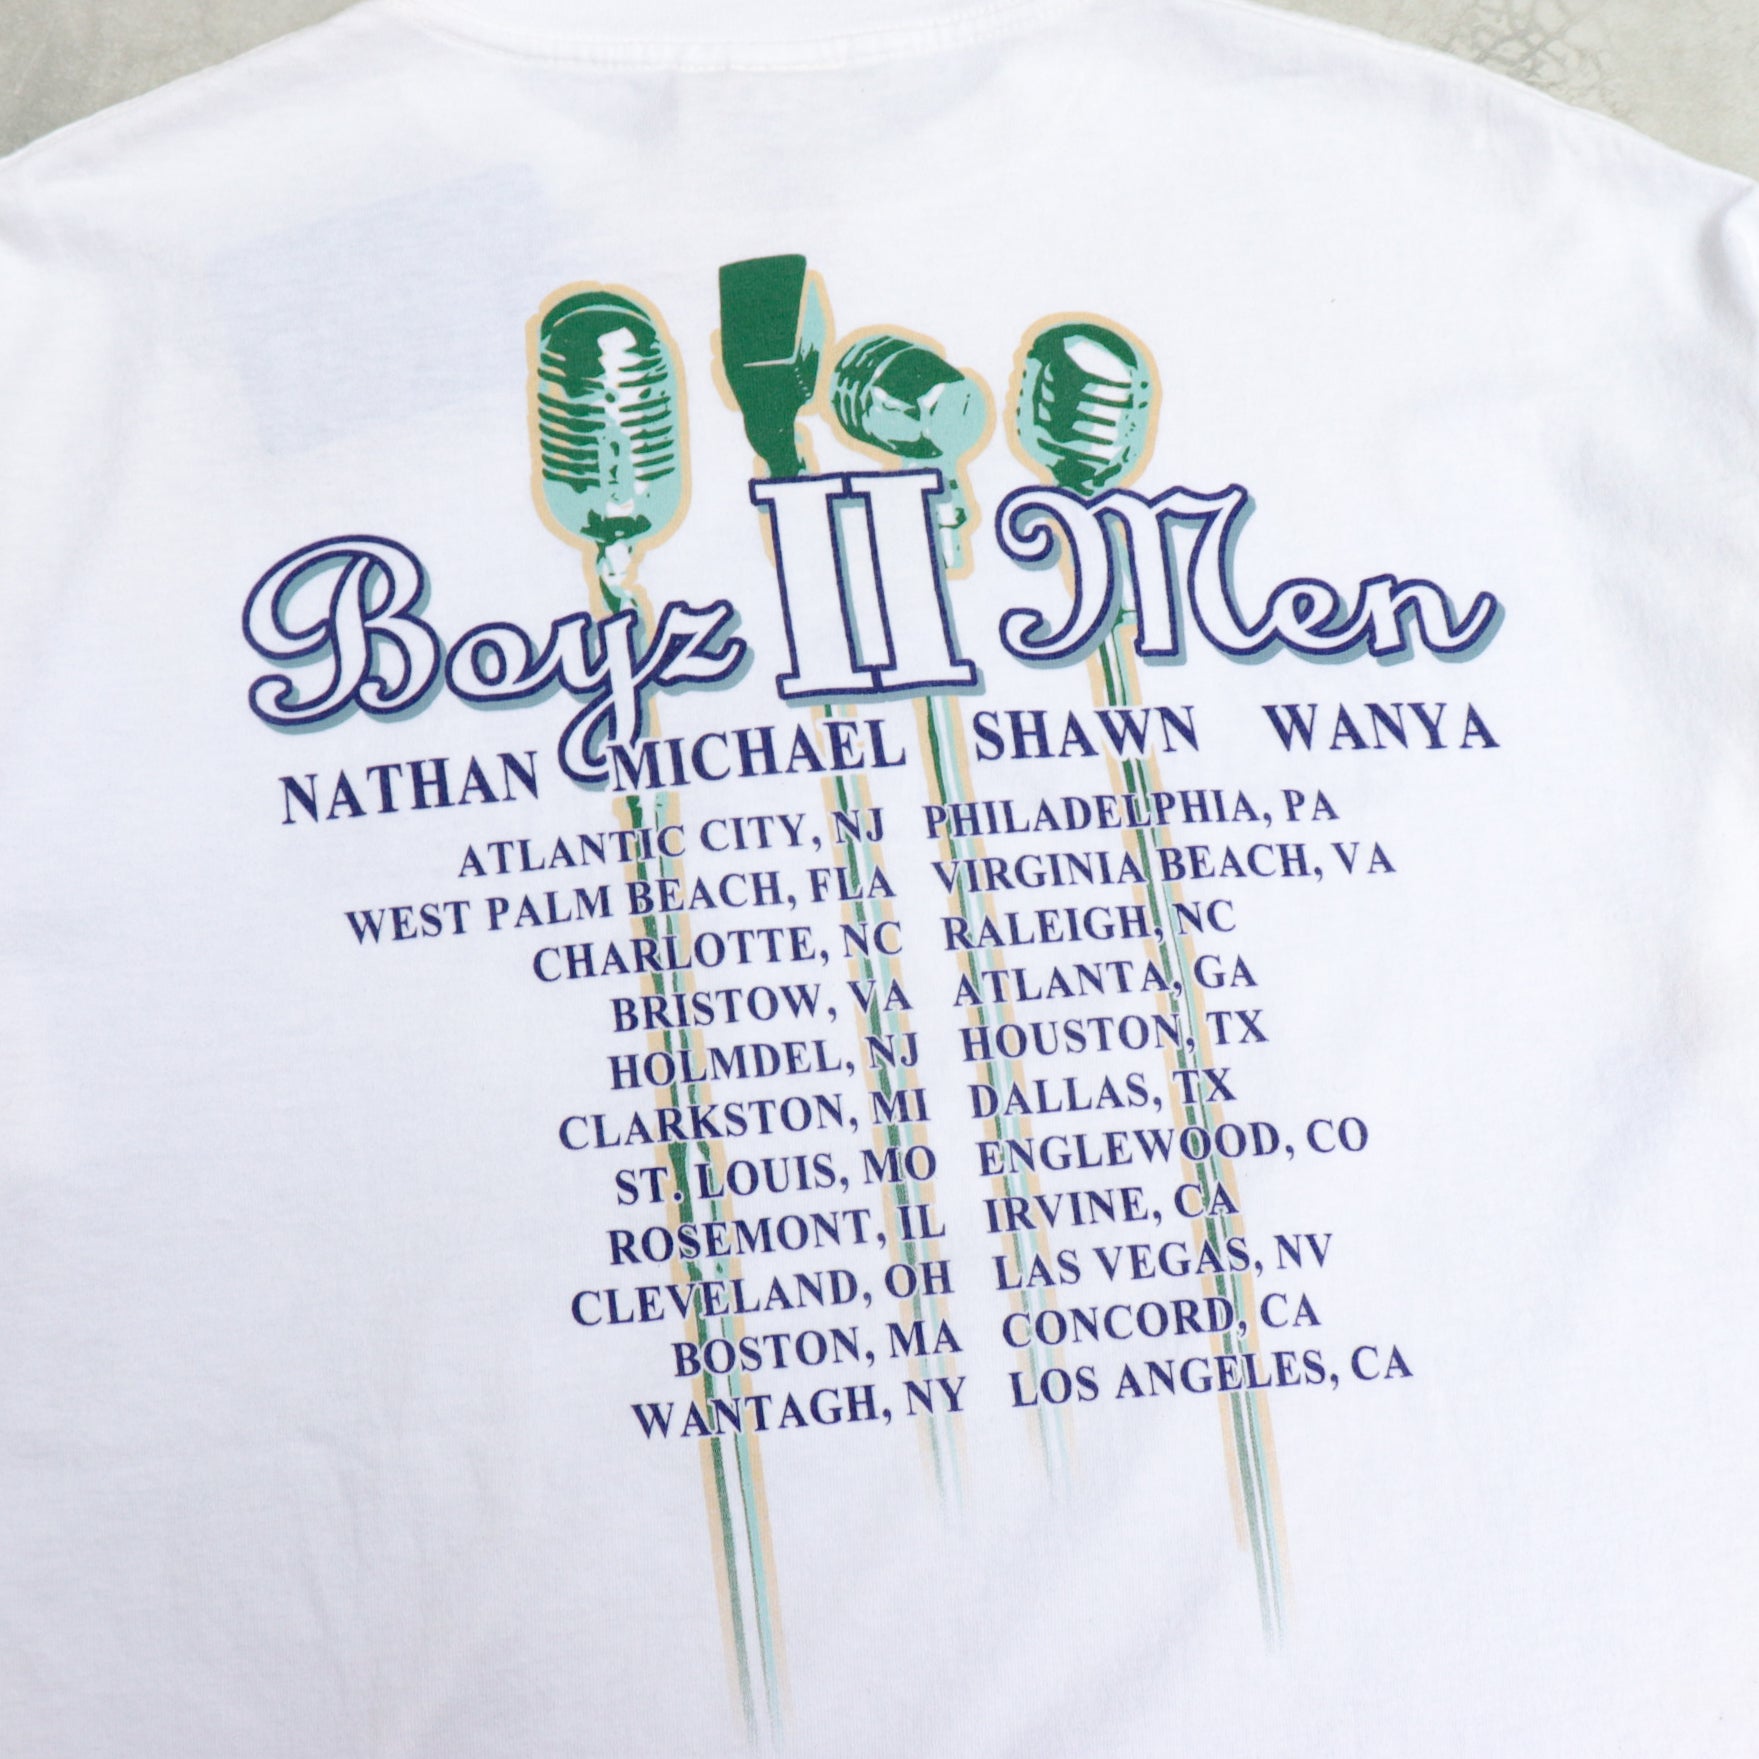 Boyz II Men
NATHAN MICHAEL SHAWN WANYA
ATLANTIC CITY, NJ PHILADELPHIA, PA
WEST PALM BEACH, FLA VIRGINIA BEACH, VA
CHARLOTTE, NC RALEIGH, NC
BRISTOW, VA ATLANTA, GA
HOLMDEL, NJ HOUSTON, TX
CLARKSTON, MI DALLAS, TX
ST. LOUIS, MO ENGLEWOOD, CO
ROSEMONT, IL IRVINE, CA
CLEVELAND, OH LAS VEGAS, NV
BOSTON, MA CONCORD, CA
WANTAGH, NY LOS ANGELES, CA